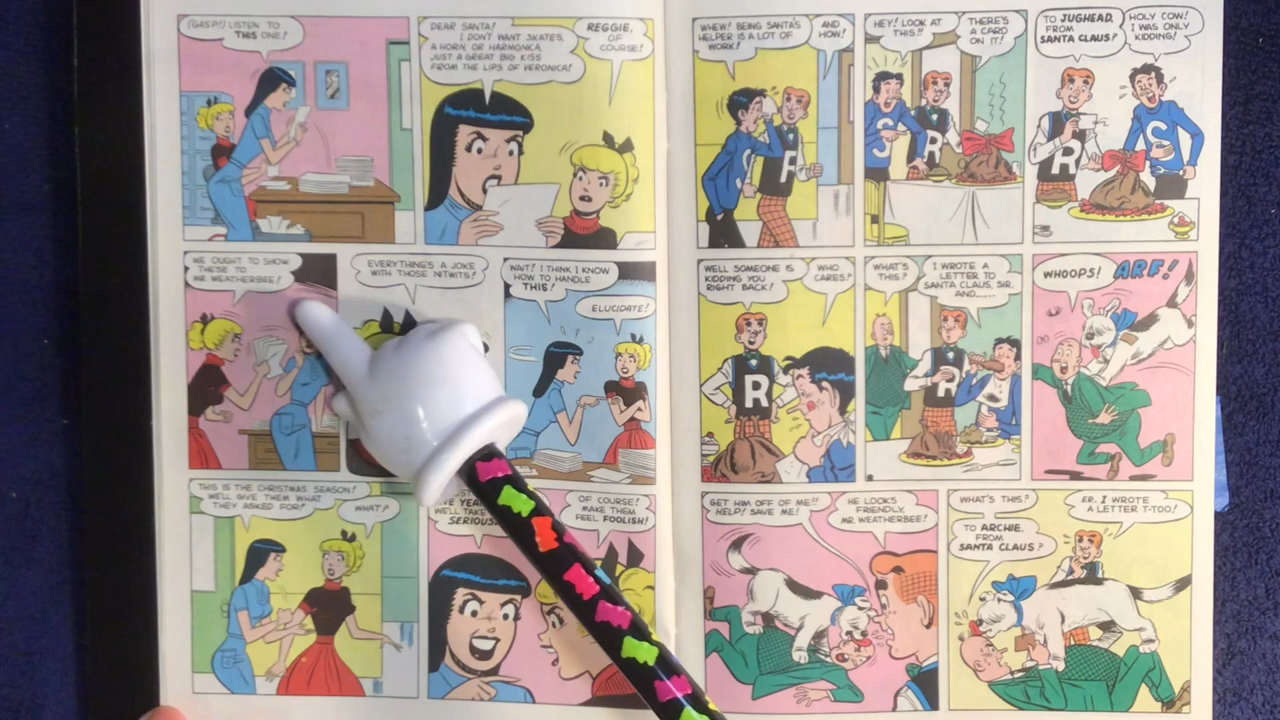 (GASP!) LISTEN TO
THIS ONE!
DEAR SANTA!
I DON'T WANT SKATES,
A HORN, OR HARMONICA.
JUST A GREAT BIG KISS
FROM THE LIPS OF VERONICA!
REGGIE,
OF
COURSE!
WE OUGHT TO SHOW
THESE TO
MR. WEATHERBEE!
EVERYTHING'S A JOKE
WITH THOSE NITWITS!
WAIT! I THINK I KNOW
HOW TO HANDLE
THIS!
ELUCIDATE!
THIS IS THE CHRISTMAS SEASON!
WE'LL GIVE THEM WHAT
THEY ASKED FOR!
WHAT?
WE'LL TAKE
OF COURSE!
MAKE THEM
FEEL FOOLISH!
WHEW! BEING SANTA'S
HELPER IS A LOT OF
WORK!
AND
HOW!
HEY! LOOK AT
THIS!!
THERE'S
A CARD
ON IT!
TO JUGHEAD,
FROM
SANTA CLAUS?
HOLY COW!
I WAS ONLY
KIDDING!
R
S
R
R
S
WELL SOMEONE IS
KIDDING YOU
RIGHT BACK!
WHO
CARES?
R
WHAT'S
THIS?
I WROTE A
LETTER TO
SANTA CLAUS, SIR,
AND......
R
WHOOPS!
ARF!
GET HIM OFF OF ME!!
HELP! SAVE ME!
HE LOOKS
FRIENDLY,
MR. WEATHERBEE!
WHAT'S THIS?
TO ARCHIE,
FROM
SANTA CLAUS?
ER. I WROTE
A LETTER T-TOO!